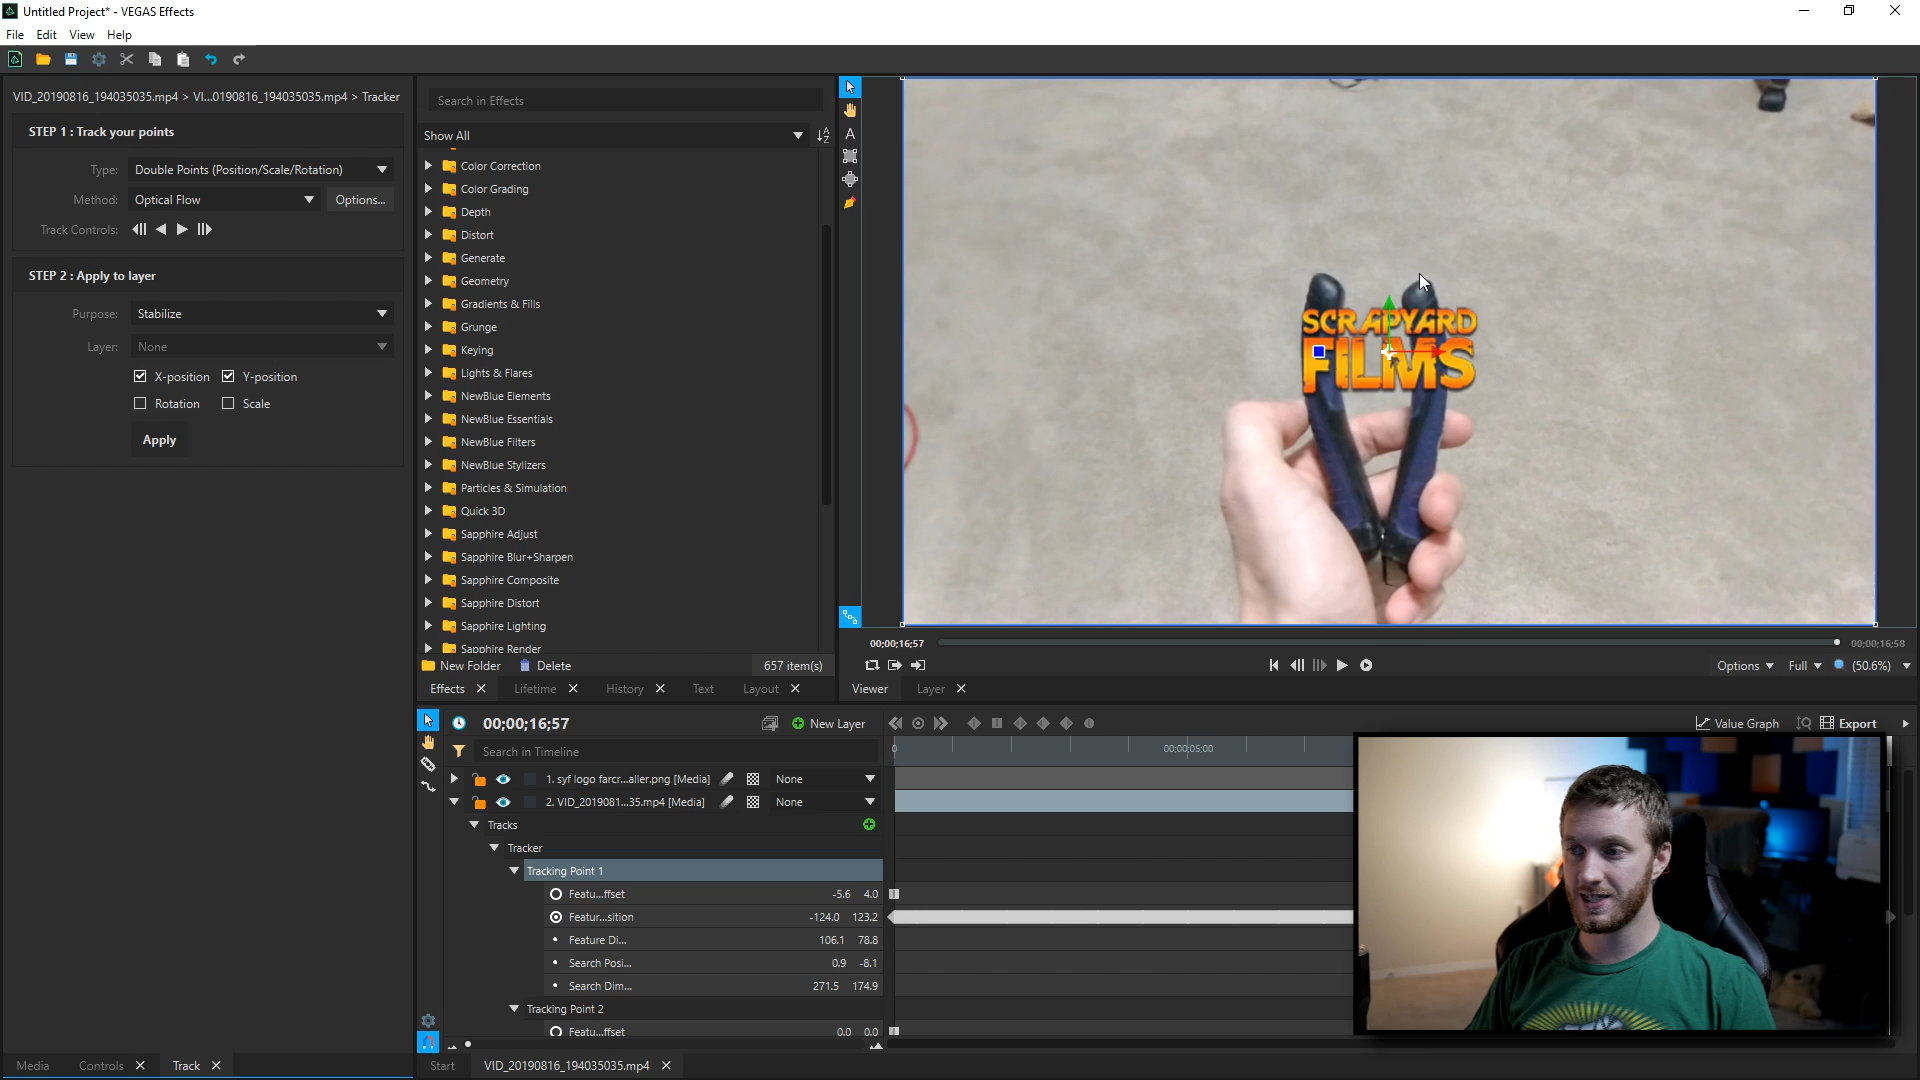 Untitled Project* - VEGAS Effects
File Edit View Help
VID_20190816_194035035.mp4 > VI...0190816_194035035.mp4 > Tracker
STEP 1 : Track your points
Type: Double Points (Position/Scale/Rotation)
Method: Optical Flow Options...
Track Controls:
STEP 2 : Apply to layer
Purpose: Stabilize
Layer: None
X-position Y-position
Rotation Scale
Apply
Media Controls Track
Search in Effects
Show All
Color Correction
Color Grading
Depth
Distort
Generate
Geometry
Gradients & Fills
Grunge
Keying
Lights & Flares
NewBlue Elements
NewBlue Essentials
NewBlue Filters
NewBlue Stylizers
Particles & Simulation
Quick 3D
Sapphire Adjust
Sapphire Blur+Sharpen
Sapphire Composite
Sapphire Distort
Sapphire Lighting
Sapphire Render
New Folder Delete 657 item(s)
Effects Lifetime History Text Layout
A
SCRAPYARD
FILMS
00;00;16;57 00;00;16;58
Options Full (50.6%)
Viewer Layer
00;00;16;57 New Layer Value Graph Export
Search in Timeline 0 00;00;05;00
1. syf logo farcr...aller.png [Media] None
2. VID_2019081...35.mp4 [Media] None
Tracks
Tracker
Tracking Point 1
Featu...ffset -5.6 4.0
Featur...sition -124.0 123.2
Feature Di... 106.1 78.8
Search Posi... 0.9 -8.1
Search Dim... 271.5 174.9
Tracking Point 2
Featu...ffset 0.0 0.0
Start VID_20190816_194035035.mp4